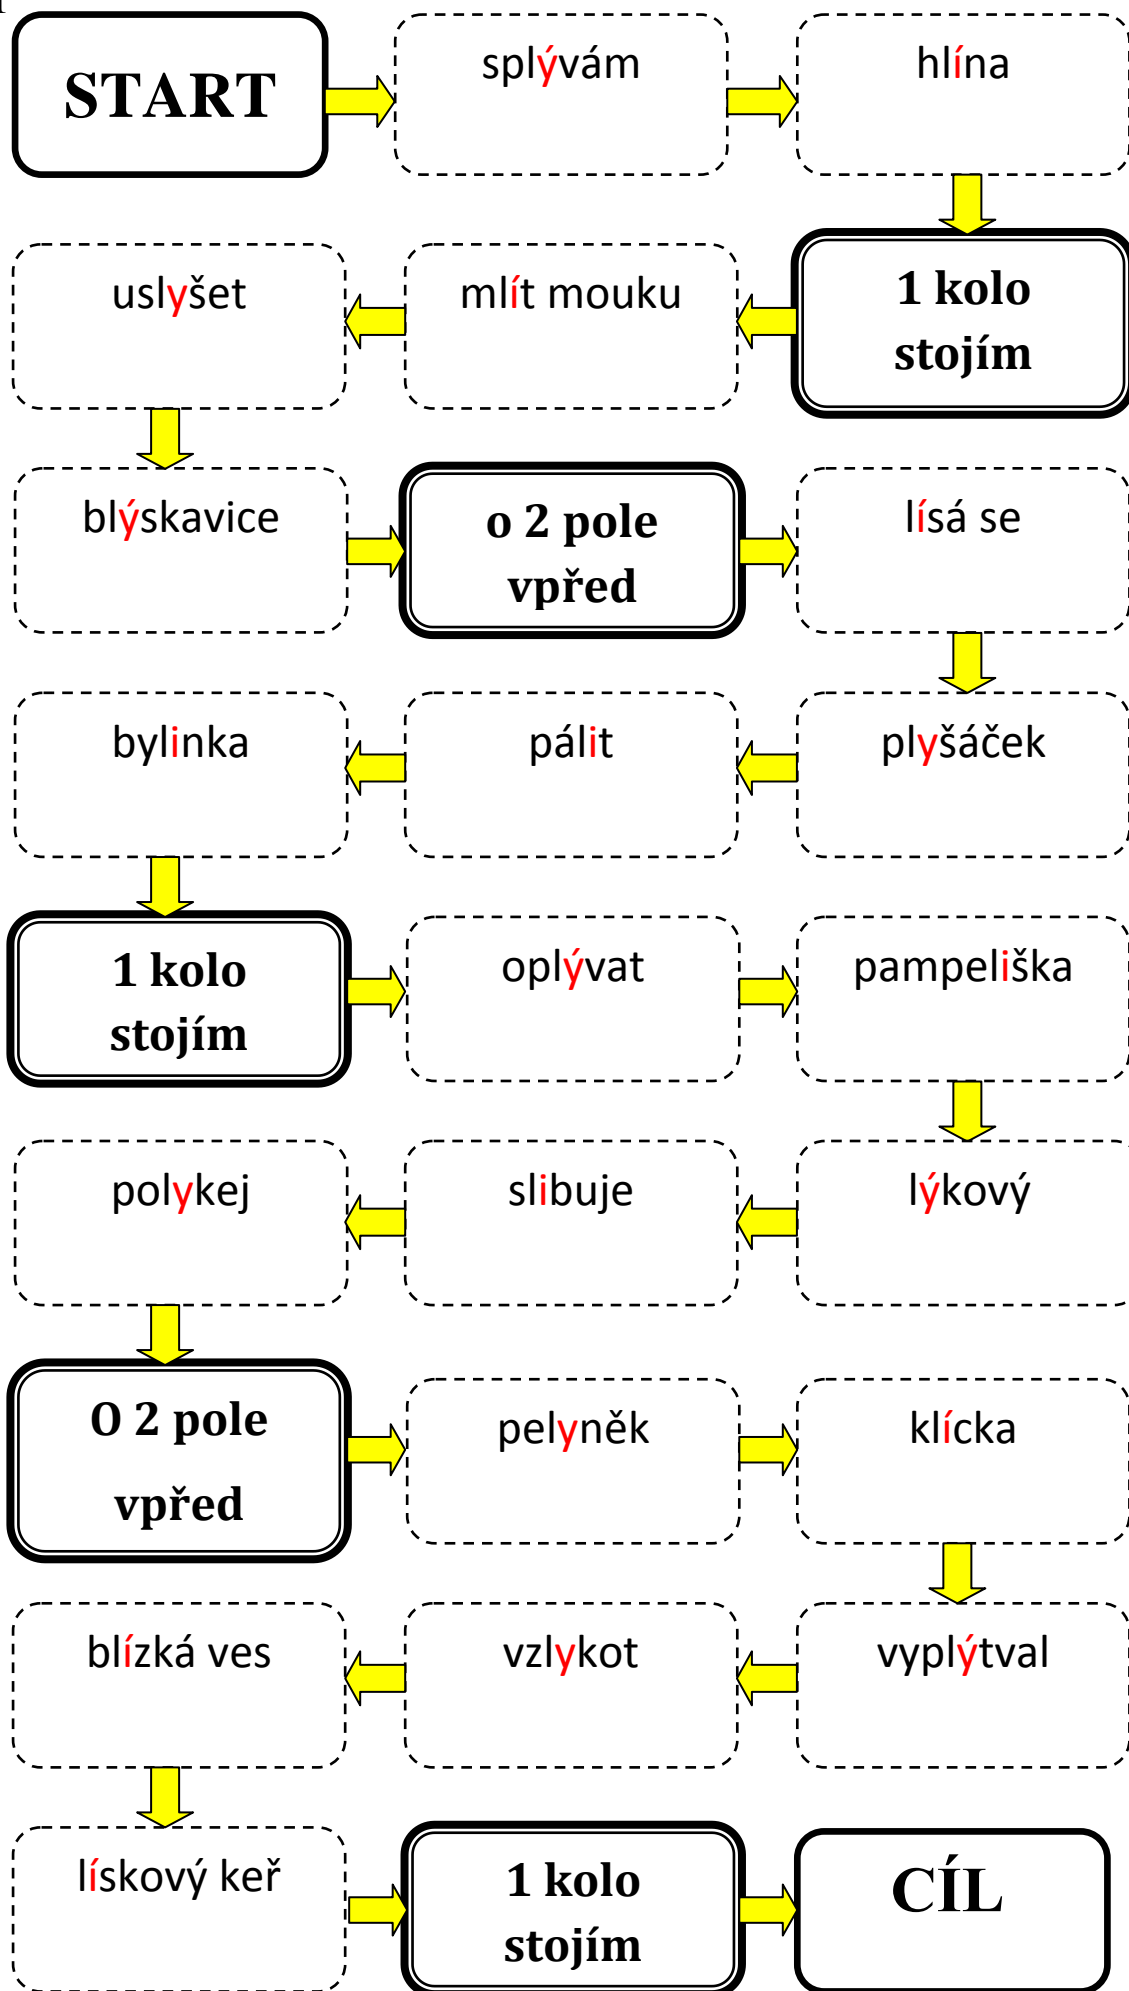 START
splývám
hlína
1 kolo
stojím
mlít mouku
uslyšet
blýskavice
o 2 pole
vpřed
lísá se
plyšáček
pálit
bylinka
1 kolo
stojím
oplývat
pampeliška
lýkový
slibuje
polykej
O 2 pole
vpřed
pelyněk
klícka
vyplýtval
vzlykot
blízká ves
lískový keř
1 kolo
stojím
CÍL